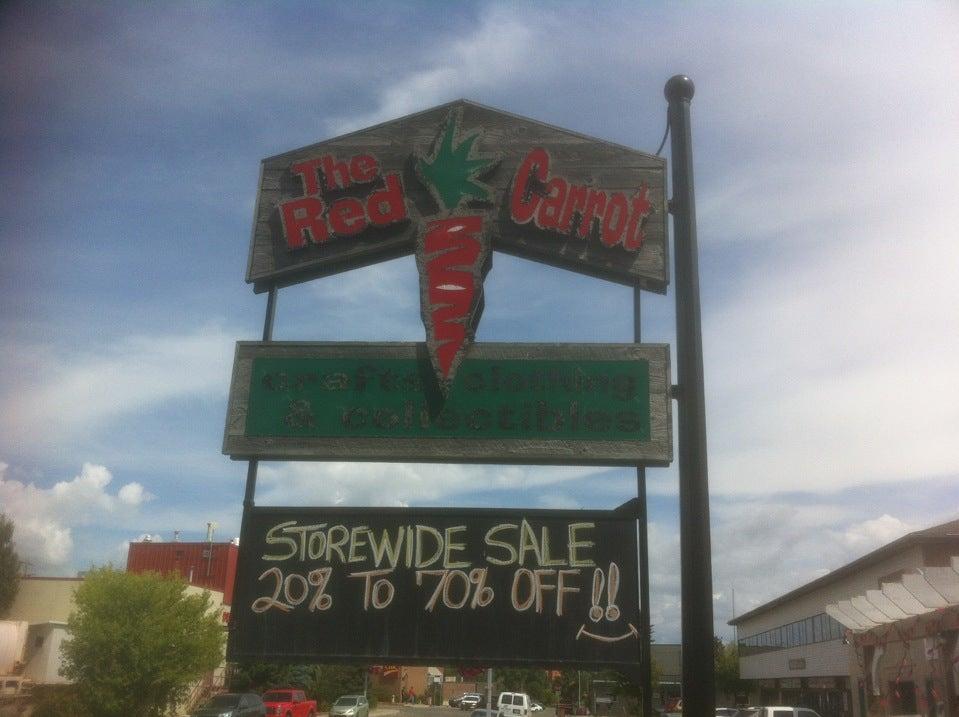 The
Red
Carrot
crafts clothing
& collectibles
STOREWIDE SALE
20% TO 70% OFF!!